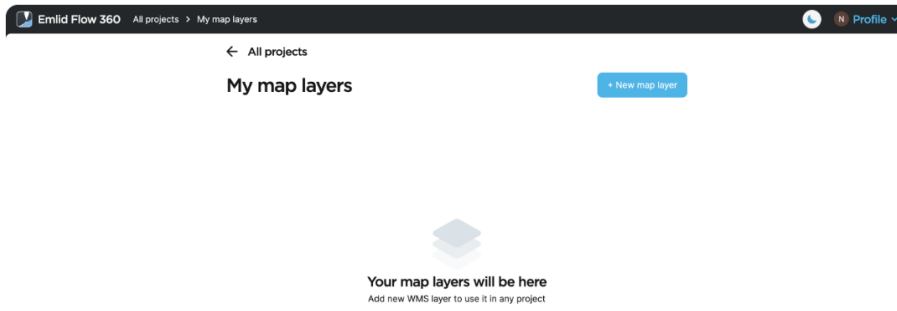 Emlid Flow 360 All projects > My map layers N Profile
← All projects
My map layers + New map layer
Your map layers will be here
Add new WMS layer to use it in any project